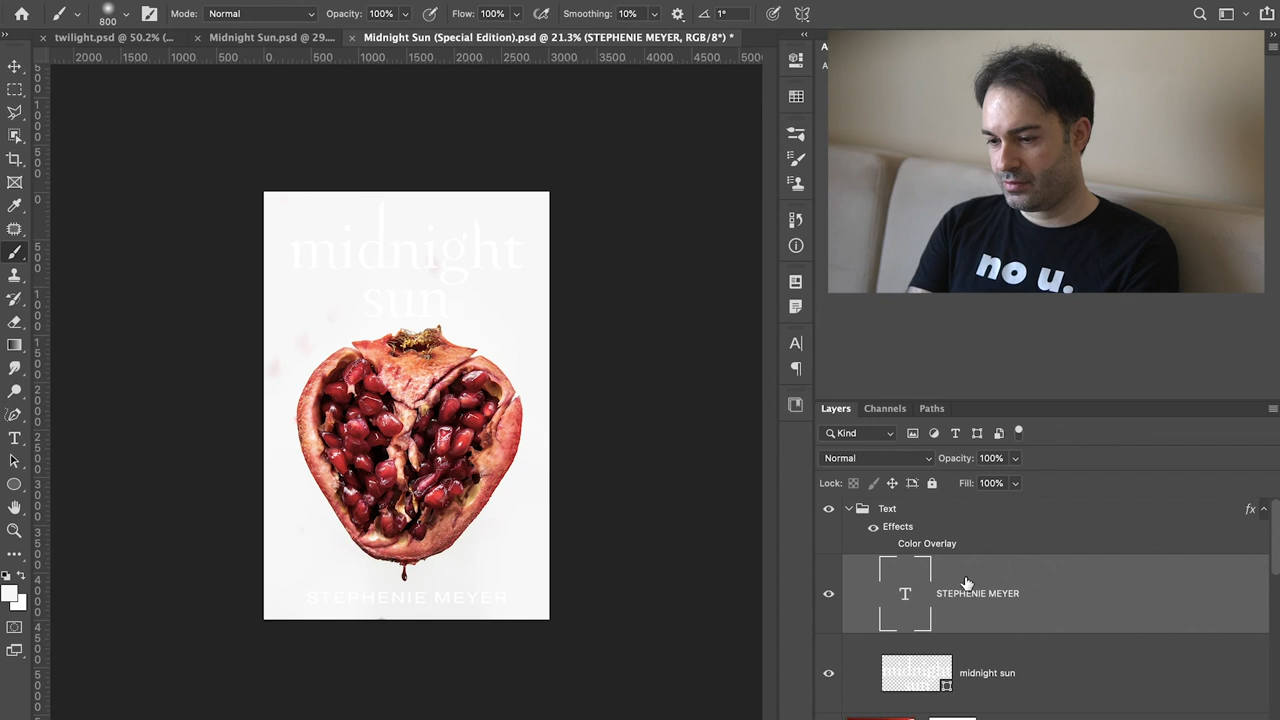 800
Mode: Normal
Opacity: 100%
Flow: 100%
Smoothing: 10%
1°
twilight.psd @ 50.2% (...
Midnight Sun.psd @ 29....
Midnight Sun (Special Edition).psd @ 21.3% (STEPHENIE MEYER, RGB/8*) *
2000 1500 1000 500 0 500 1000 1500 2000 2500 3000 3500 4000 4500 5000
midnight
sun
STEPHENIE MEYER
no u.
Layers Channels Paths
Kind
Normal Opacity: 100%
Lock: Fill: 100%
Text fx
Effects
Color Overlay
T STEPHENIE MEYER
midnight sun